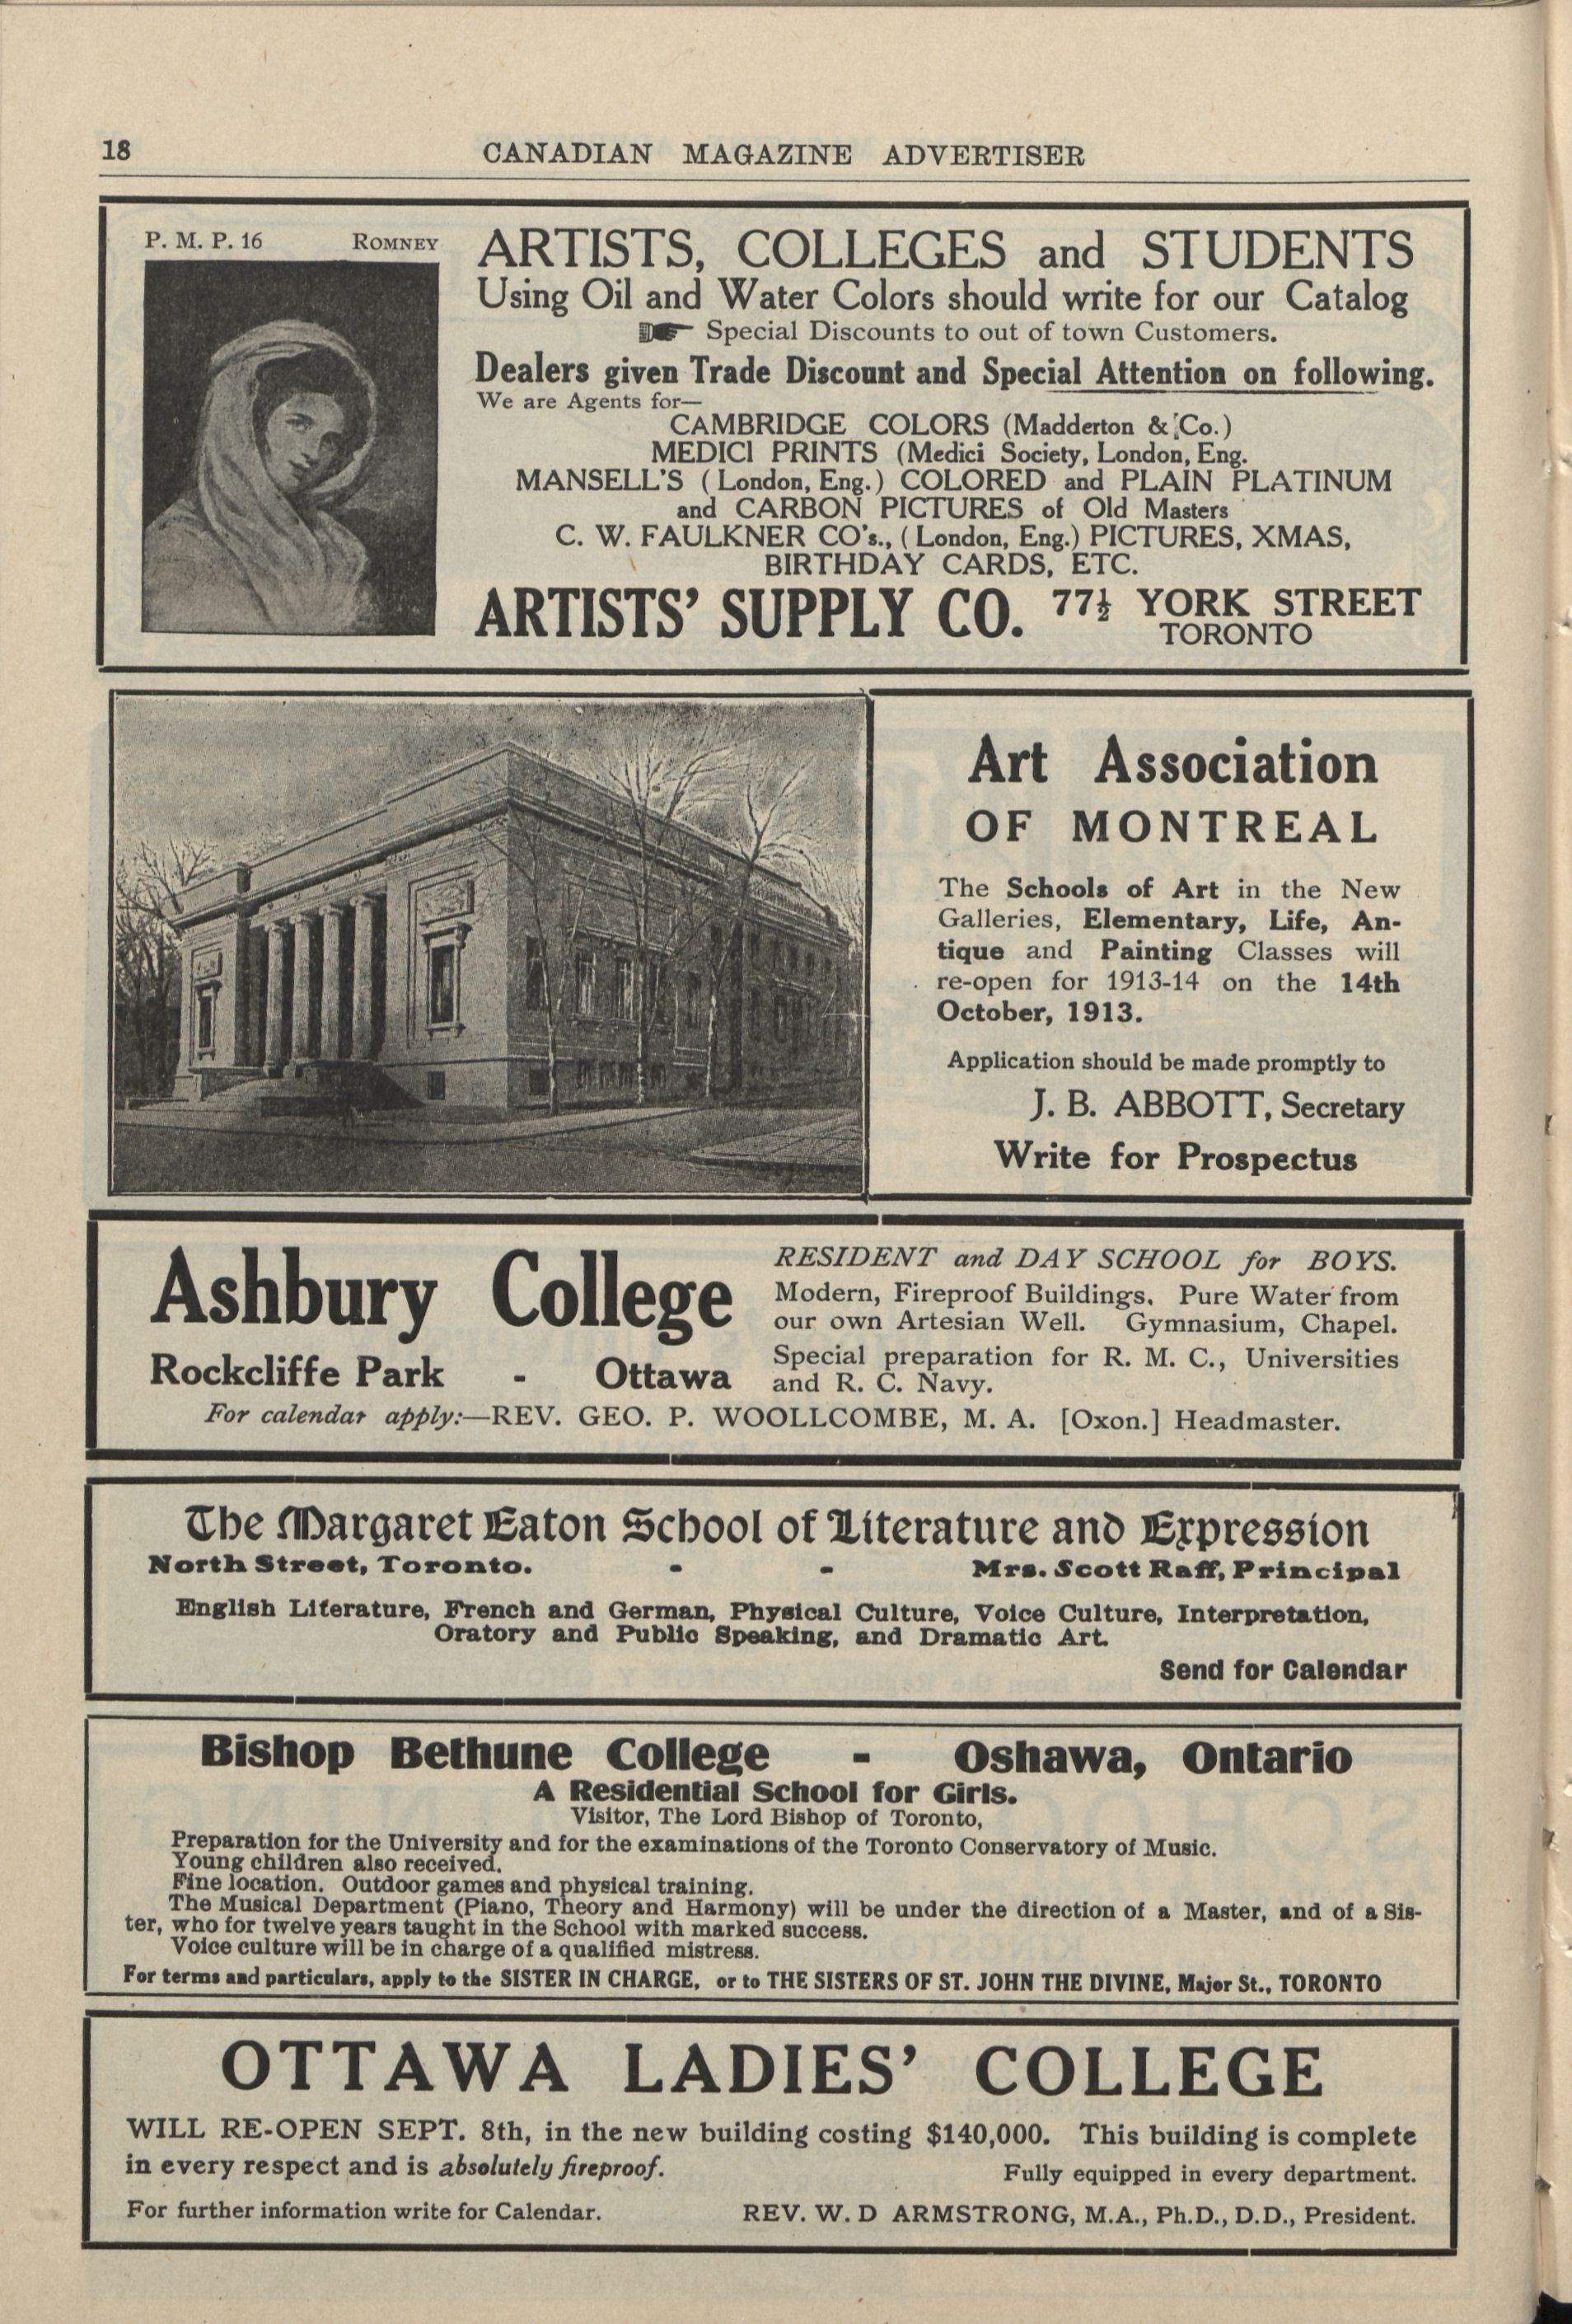 18
CANADIAN MAGAZINE ADVERTISER
P. M. P. 16 ROMNEY
ARTISTS, COLLEGES and STUDENTS
Using Oil and Water Colors should write for our Catalog
Special Discounts to out of town Customers.
Dealers given Trade Discount and Special Attention on following.
We are Agents for—
CAMBRIDGE COLORS (Madderton & Co.)
MEDICI PRINTS (Medici Society, London, Eng.
MANSELL'S (London, Eng.) COLORED and PLAIN PLATINUM
and CARBON PICTURES of Old Masters
C. W. FAULKNER CO's., (London, Eng.) PICTURES, XMAS,
BIRTHDAY CARDS, ETC.
ARTISTS' SUPPLY CO. 77½ YORK STREET
TORONTO
Art Association
OF MONTREAL
The Schools of Art in the New
Galleries, Elementary, Life, An-
tique and Painting Classes will
re-open for 1913-14 on the 14th
October, 1913.
Application should be made promptly to
J. B. ABBOTT, Secretary
Write for Prospectus
Ashbury College
Rockcliffe Park - Ottawa
RESIDENT and DAY SCHOOL for BOYS.
Modern, Fireproof Buildings. Pure Water from
our own Artesian Well. Gymnasium, Chapel.
Special preparation for R. M. C., Universities
and R. C. Navy.
For calendar apply:—REV. GEO. P. WOOLLCOMBE, M. A. [Oxon.] Headmaster.
The Margaret Eaton School of Literature and Expression
North Street, Toronto. - - Mrs. Scott Raff, Principal
English Literature, French and German, Physical Culture, Voice Culture, Interpretation,
Oratory and Public Speaking, and Dramatic Art.
Send for Calendar
Bishop Bethune College - Oshawa, Ontario
A Residential School for Girls.
Visitor, The Lord Bishop of Toronto,
Preparation for the University and for the examinations of the Toronto Conservatory of Music.
Young children also received.
Fine location. Outdoor games and physical training.
The Musical Department (Piano, Theory and Harmony) will be under the direction of a Master, and of a Sis-
ter, who for twelve years taught in the School with marked success.
Voice culture will be in charge of a qualified mistress.
For terms and particulars, apply to the SISTER IN CHARGE, or to THE SISTERS OF ST. JOHN THE DIVINE, Major St., TORONTO
OTTAWA LADIES' COLLEGE
WILL RE-OPEN SEPT. 8th, in the new building costing $140,000. This building is complete
in every respect and is absolutely fireproof. Fully equipped in every department.
For further information write for Calendar. REV. W. D ARMSTRONG, M.A., Ph.D., D.D., President.